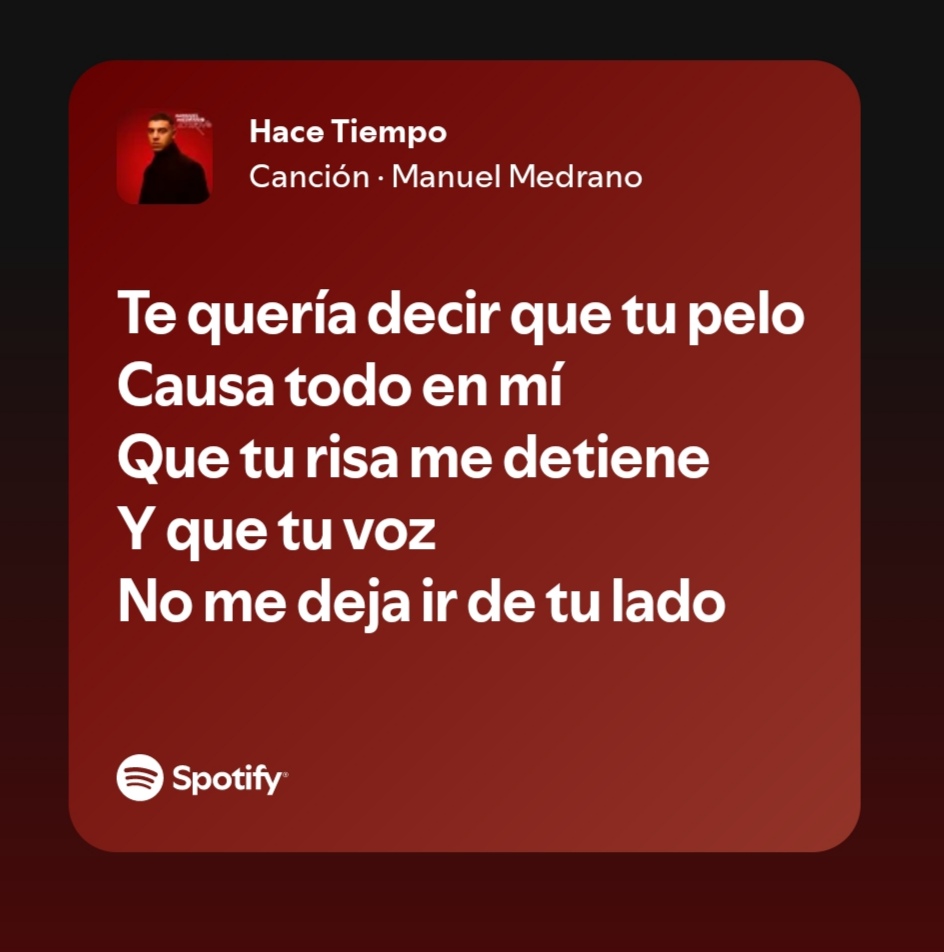 Hace Tiempo
Canción · Manuel Medrano
Te quería decir que tu pelo
Causa todo en mí
Que tu risa me detiene
Y que tu voz
No me deja ir de tu lado
Spotify®